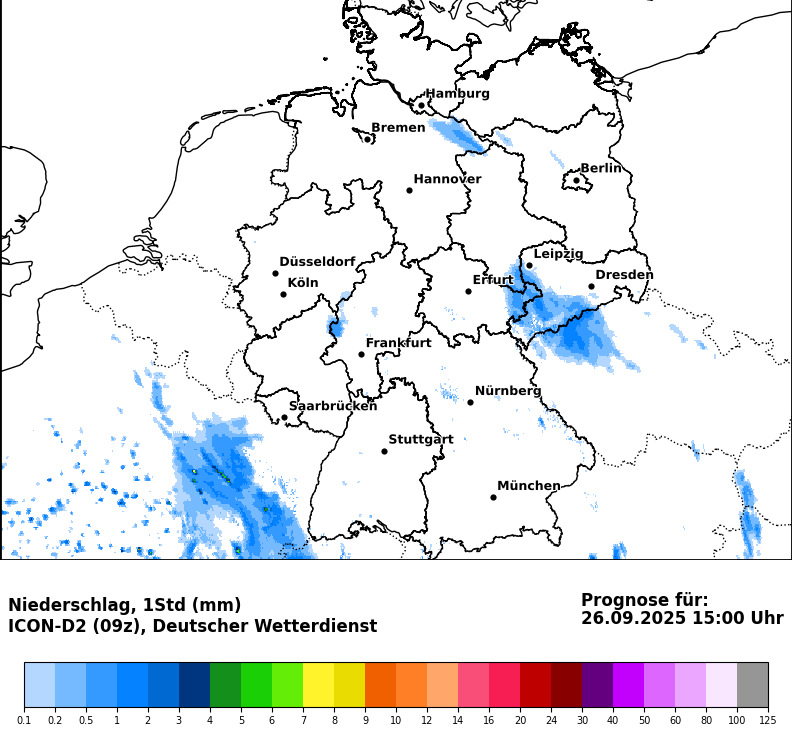 Hamburg
Bremen
Berlin
Hannover
Leipzig
Düsseldorf
Dresden
Köln
Erfurt
Frankfurt
Nürnberg
Saarbrücken
Stuttgart
München
Niederschlag, 1Std (mm)
ICON-D2 (09z), Deutscher Wetterdienst
Prognose für:
26.09.2025 15:00 Uhr
0.1 0.2 0.5 1 2 3 4 5 6 7 8 9 10 12 14 16 20 24 30 40 50 60 80 100 125